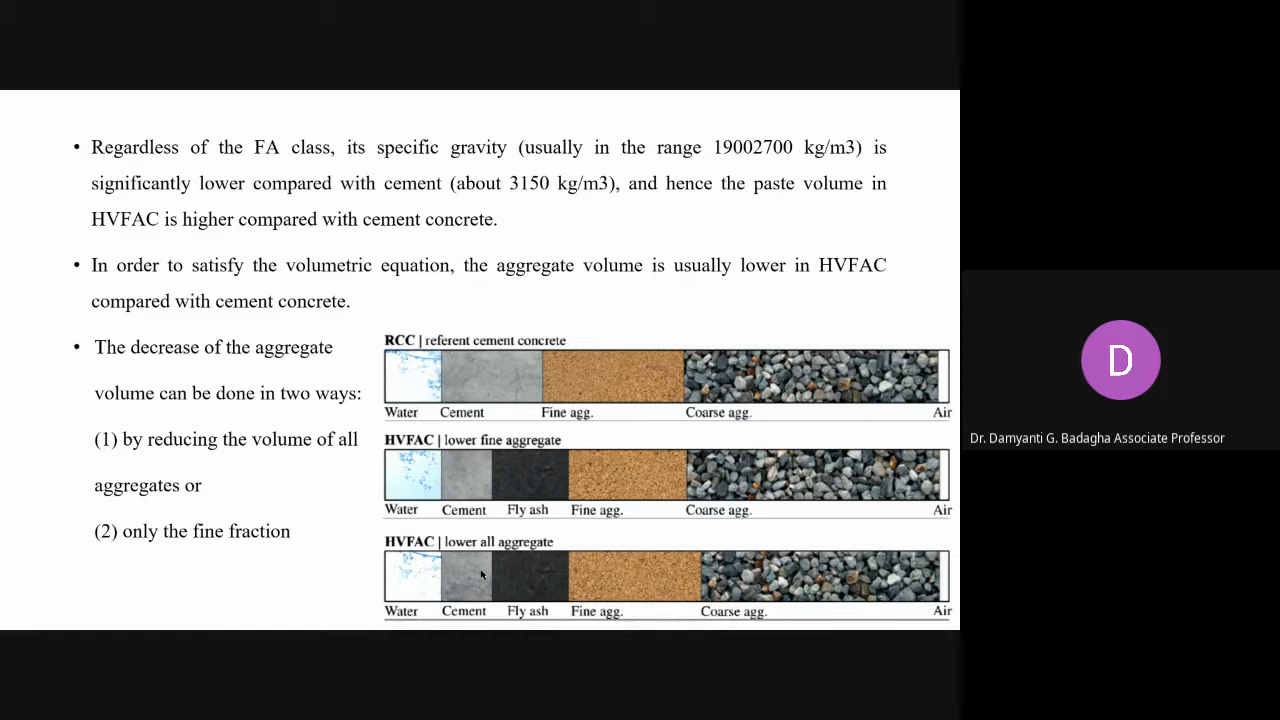 • Regardless of the FA class, its specific gravity (usually in the range 19002700 kg/m3) is
significantly lower compared with cement (about 3150 kg/m3), and hence the paste volume in
HVFAC is higher compared with cement concrete.
• In order to satisfy the volumetric equation, the aggregate volume is usually lower in HVFAC
compared with cement concrete.
• The decrease of the aggregate
volume can be done in two ways:
(1) by reducing the volume of all
aggregates or
(2) only the fine fraction
RCC | referent cement concrete
Water Cement Fine agg. Coarse agg. Air
HVFAC | lower fine aggregate
Water Cement Fly ash Fine agg. Coarse agg. Air
HVFAC | lower all aggregate
Water Cement Fly ash Fine agg. Coarse agg. Air
D
Dr. Damyanti G. Badagha Associate Professor